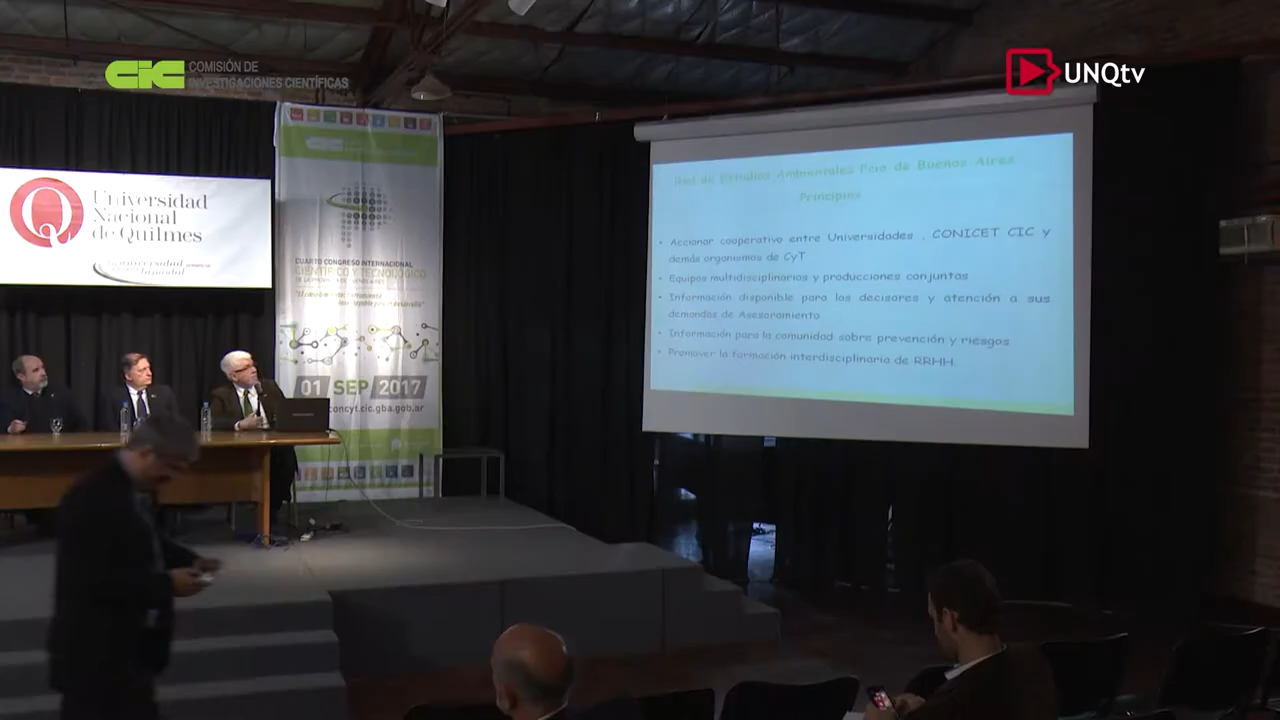 CIC COMISIÓN DE
INVESTIGACIONES CIENTÍFICAS
UNQtv
Universidad
Nacional
de Quilmes
CUARTO CONGRESO INTERNACIONAL
CIENTÍFICO Y TECNOLÓGICO
01 SEP 2017
concyt.cic.gba.gob.ar
Red de Estudios Ambientales Pcia de Buenos Aires
Principios
• Accionar cooperativo entre Universidades , CONICET CIC y
demás organismos de CyT
• Equipos multidisciplinarios y producciones conjuntas
• Información disponible para los decisores y atención a sus
demandas de Asesoramiento
• Información para la comunidad sobre prevención y riesgos
• Promover la formación interdisciplinaria de RRHH.